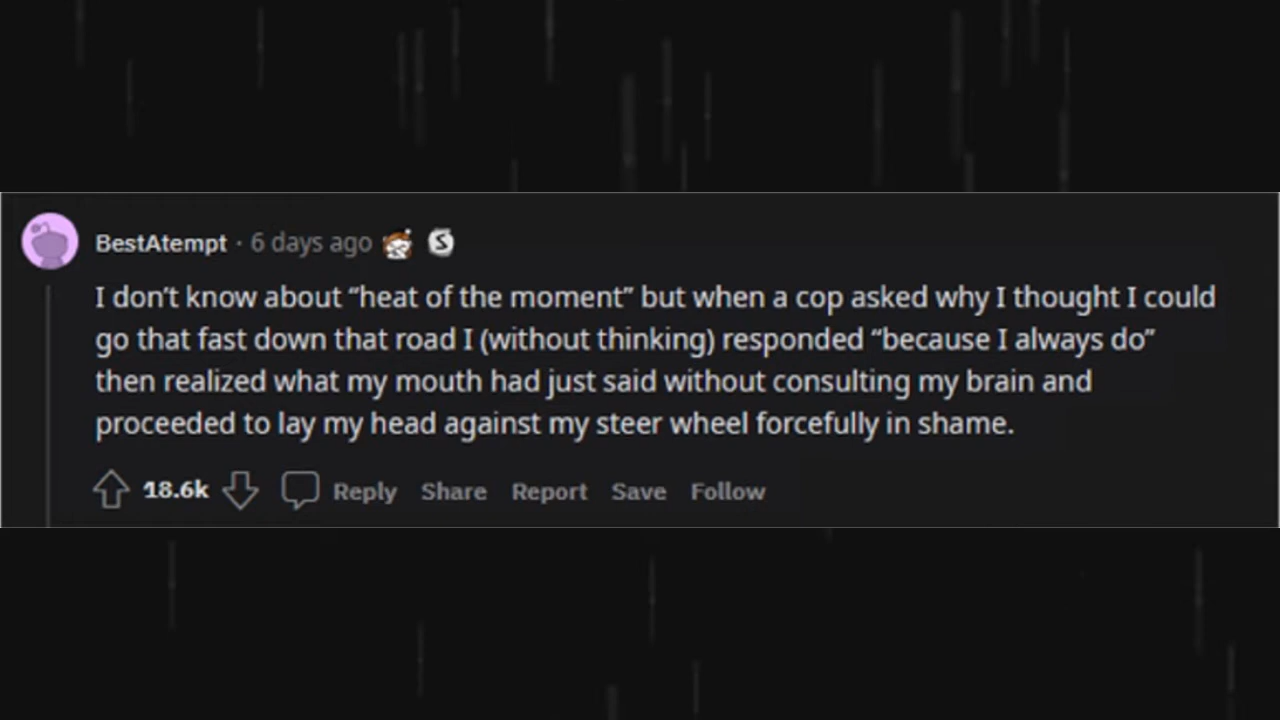 BestAtempt · 6 days ago
I don’t know about “heat of the moment” but when a cop asked why I thought I could
go that fast down that road I (without thinking) responded “because I always do”
then realized what my mouth had just said without consulting my brain and
proceeded to lay my head against my steer wheel forcefully in shame.
18.6k Reply Share Report Save Follow